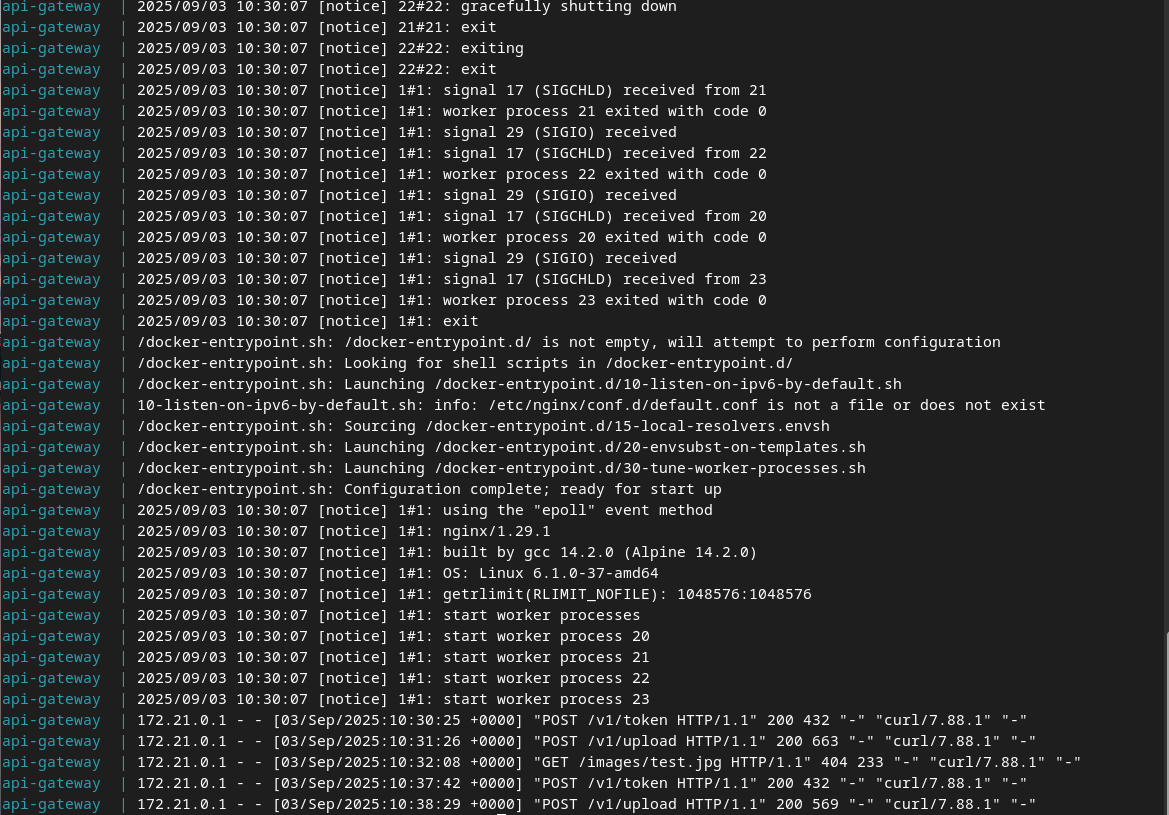 api-gateway  | 2025/09/03 10:30:07 [notice] 22#22: gracefully shutting down
api-gateway  | 2025/09/03 10:30:07 [notice] 21#21: exit
api-gateway  | 2025/09/03 10:30:07 [notice] 22#22: exiting
api-gateway  | 2025/09/03 10:30:07 [notice] 22#22: exit
api-gateway  | 2025/09/03 10:30:07 [notice] 1#1: signal 17 (SIGCHLD) received from 21
api-gateway  | 2025/09/03 10:30:07 [notice] 1#1: worker process 21 exited with code 0
api-gateway  | 2025/09/03 10:30:07 [notice] 1#1: signal 29 (SIGIO) received
api-gateway  | 2025/09/03 10:30:07 [notice] 1#1: signal 17 (SIGCHLD) received from 22
api-gateway  | 2025/09/03 10:30:07 [notice] 1#1: worker process 22 exited with code 0
api-gateway  | 2025/09/03 10:30:07 [notice] 1#1: signal 29 (SIGIO) received
api-gateway  | 2025/09/03 10:30:07 [notice] 1#1: signal 17 (SIGCHLD) received from 20
api-gateway  | 2025/09/03 10:30:07 [notice] 1#1: worker process 20 exited with code 0
api-gateway  | 2025/09/03 10:30:07 [notice] 1#1: signal 29 (SIGIO) received
api-gateway  | 2025/09/03 10:30:07 [notice] 1#1: signal 17 (SIGCHLD) received from 23
api-gateway  | 2025/09/03 10:30:07 [notice] 1#1: worker process 23 exited with code 0
api-gateway  | 2025/09/03 10:30:07 [notice] 1#1: exit
api-gateway  | /docker-entrypoint.sh: /docker-entrypoint.d/ is not empty, will attempt to perform configuration
api-gateway  | /docker-entrypoint.sh: Looking for shell scripts in /docker-entrypoint.d/
api-gateway  | /docker-entrypoint.sh: Launching /docker-entrypoint.d/10-listen-on-ipv6-by-default.sh
api-gateway  | 10-listen-on-ipv6-by-default.sh: info: /etc/nginx/conf.d/default.conf is not a file or does not exist
api-gateway  | /docker-entrypoint.sh: Sourcing /docker-entrypoint.d/15-local-resolvers.envsh
api-gateway  | /docker-entrypoint.sh: Launching /docker-entrypoint.d/20-envsubst-on-templates.sh
api-gateway  | /docker-entrypoint.sh: Launching /docker-entrypoint.d/30-tune-worker-processes.sh
api-gateway  | /docker-entrypoint.sh: Configuration complete; ready for start up
api-gateway  | 2025/09/03 10:30:07 [notice] 1#1: using the "epoll" event method
api-gateway  | 2025/09/03 10:30:07 [notice] 1#1: nginx/1.29.1
api-gateway  | 2025/09/03 10:30:07 [notice] 1#1: built by gcc 14.2.0 (Alpine 14.2.0)
api-gateway  | 2025/09/03 10:30:07 [notice] 1#1: OS: Linux 6.1.0-37-amd64
api-gateway  | 2025/09/03 10:30:07 [notice] 1#1: getrlimit(RLIMIT_NOFILE): 1048576:1048576
api-gateway  | 2025/09/03 10:30:07 [notice] 1#1: start worker processes
api-gateway  | 2025/09/03 10:30:07 [notice] 1#1: start worker process 20
api-gateway  | 2025/09/03 10:30:07 [notice] 1#1: start worker process 21
api-gateway  | 2025/09/03 10:30:07 [notice] 1#1: start worker process 22
api-gateway  | 2025/09/03 10:30:07 [notice] 1#1: start worker process 23
api-gateway  | 172.21.0.1 - - [03/Sep/2025:10:30:25 +0000] "POST /v1/token HTTP/1.1" 200 432 "-" "curl/7.88.1" "-"
api-gateway  | 172.21.0.1 - - [03/Sep/2025:10:31:26 +0000] "POST /v1/upload HTTP/1.1" 200 663 "-" "curl/7.88.1" "-"
api-gateway  | 172.21.0.1 - - [03/Sep/2025:10:32:08 +0000] "GET /images/test.jpg HTTP/1.1" 404 233 "-" "curl/7.88.1" "-"
api-gateway  | 172.21.0.1 - - [03/Sep/2025:10:37:42 +0000] "POST /v1/token HTTP/1.1" 200 432 "-" "curl/7.88.1" "-"
api-gateway  | 172.21.0.1 - - [03/Sep/2025:10:38:29 +0000] "POST /v1/upload HTTP/1.1" 200 569 "-" "curl/7.88.1" "-"